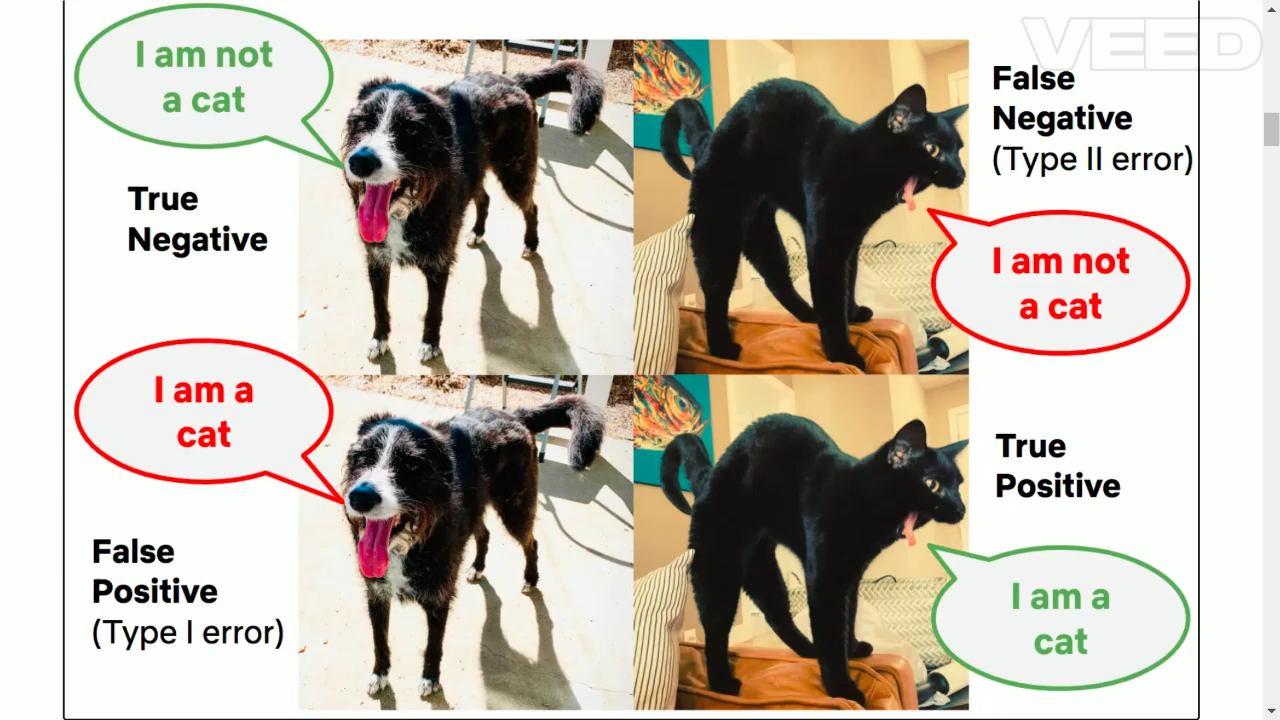 VEED
I am not
a cat
True
Negative
False
Negative
(Type II error)
I am not
a cat
I am a
cat
False
Positive
(Type I error)
True
Positive
I am a
cat